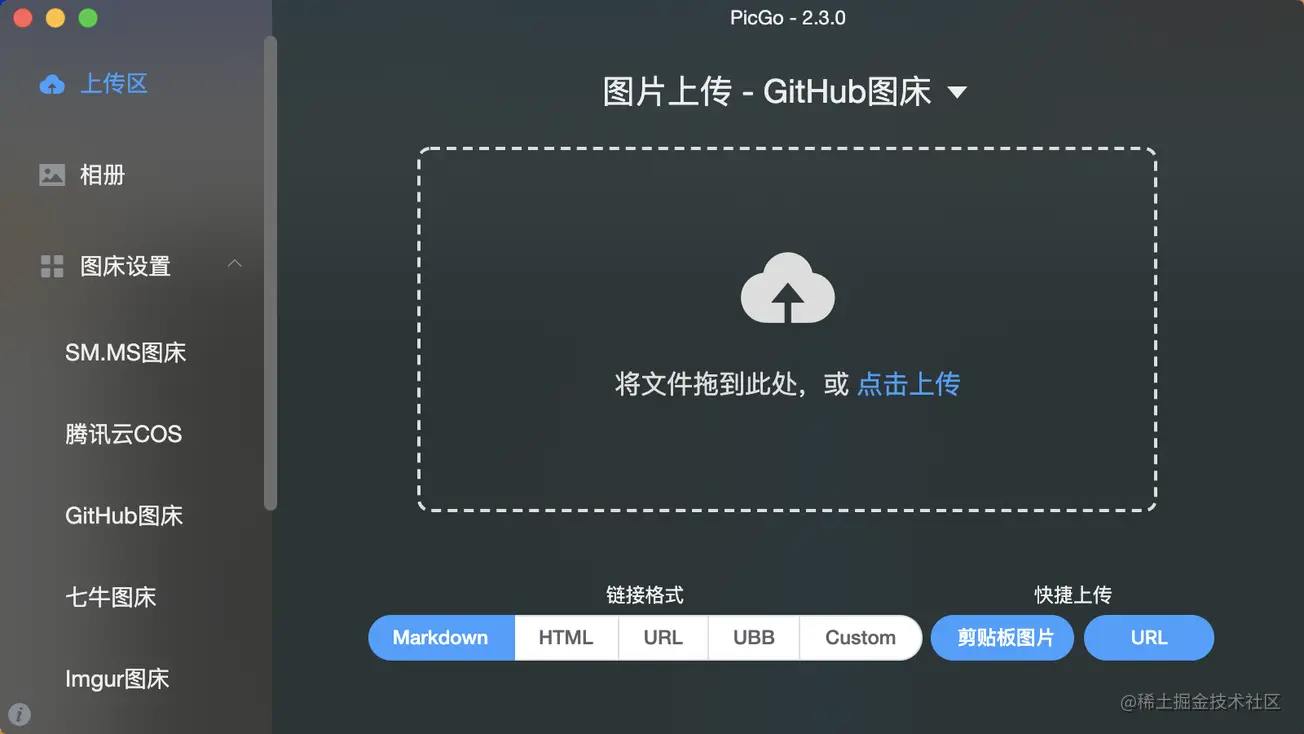 PicGo - 2.3.0
上传区
相册
图床设置
SM.MS图床
腾讯云COS
GitHub图床
七牛图床
Imgur图床
图片上传 - GitHub图床
将文件拖到此处，或 点击上传
链接格式
Markdown HTML URL UBB Custom
快捷上传
剪贴板图片 URL
@稀土掘金技术社区